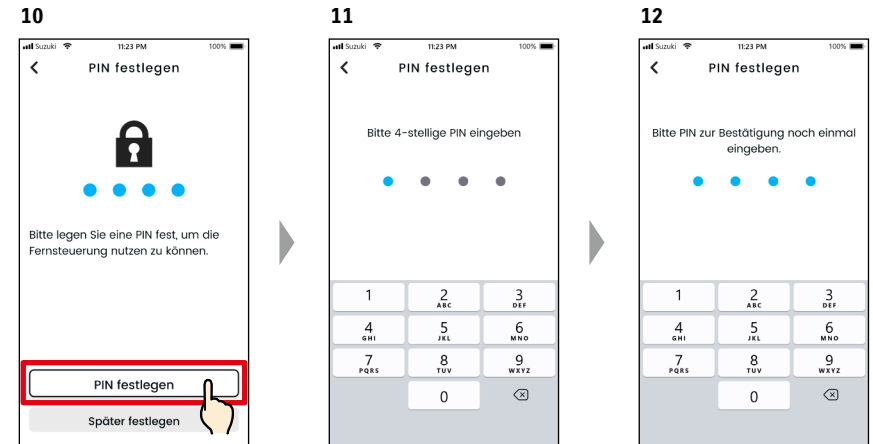 10
Suzuki 11:23 PM 100%
PIN festlegen
Bitte legen Sie eine PIN fest, um die
Fernsteuerung nutzen zu können.
PIN festlegen
Später festlegen
11
Suzuki 11:23 PM 100%
PIN festlegen
Bitte 4-stellige PIN eingeben
1 2 3
ABC DEF
4 5 6
GHI JKL MNO
7 8 9
PQRS TUV WXYZ
0
12
Suzuki 11:23 PM 100%
PIN festlegen
Bitte PIN zur Bestätigung noch einmal
eingeben.
1 2 3
ABC DEF
4 5 6
GHI JKL MNO
7 8 9
PQRS TUV WXYZ
0